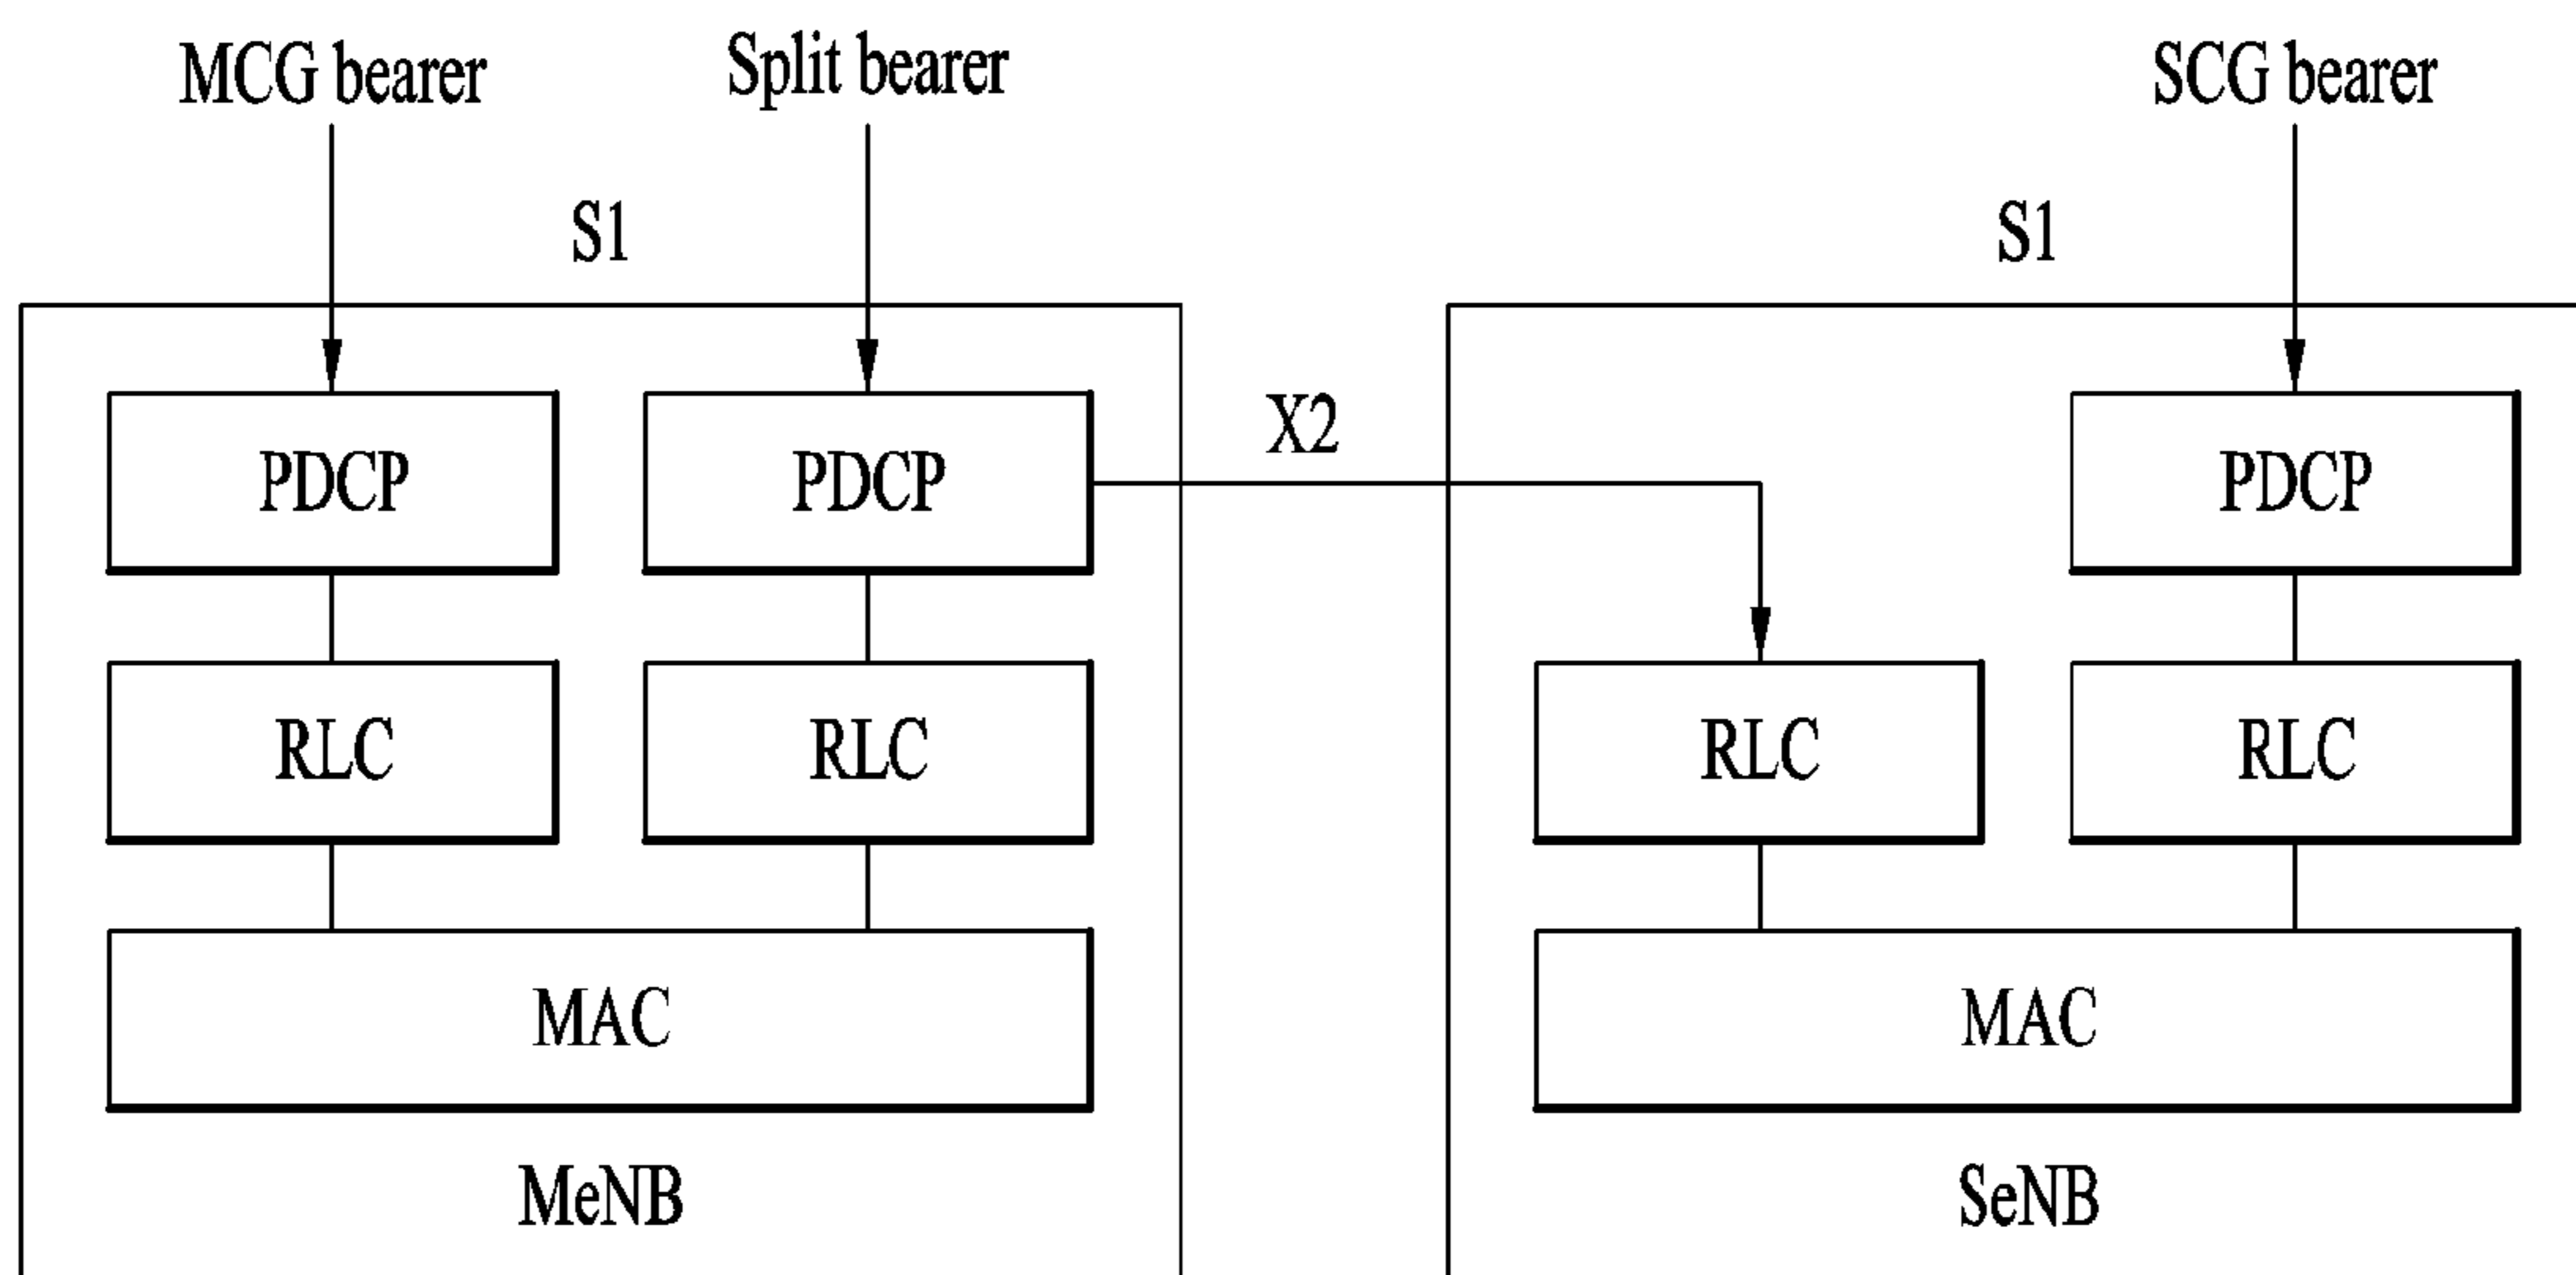 MCG bearer
Split bearer
SCG bearer
S1
S1
X2
PDCP
PDCP
PDCP
RLC
RLC
RLC
RLC
MAC
MAC
MeNB
SeNB